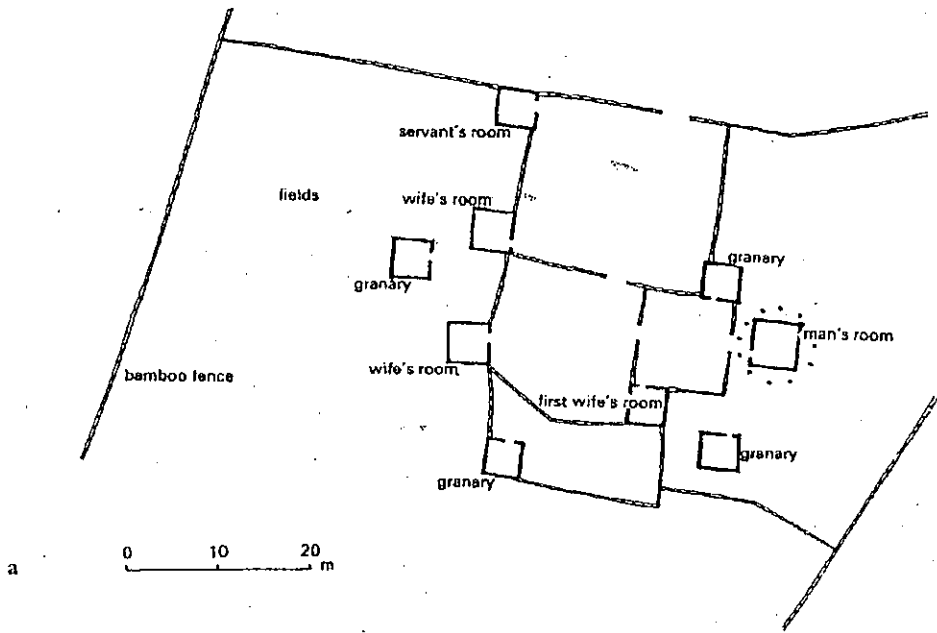 servant's room
fields
wife's room
granary
granary
man's room
wife's room
bamboo fence
first wife's room
granary
granary
a
0 10 20 m